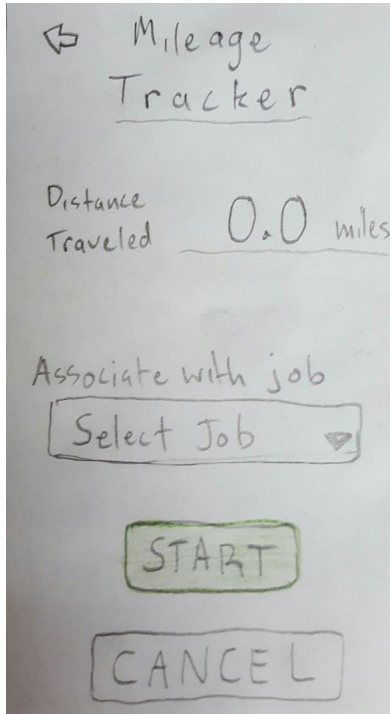 Mileage
Tracker
Distance
Traveled 0.0 miles
Associate with job
Select Job
START
CANCEL